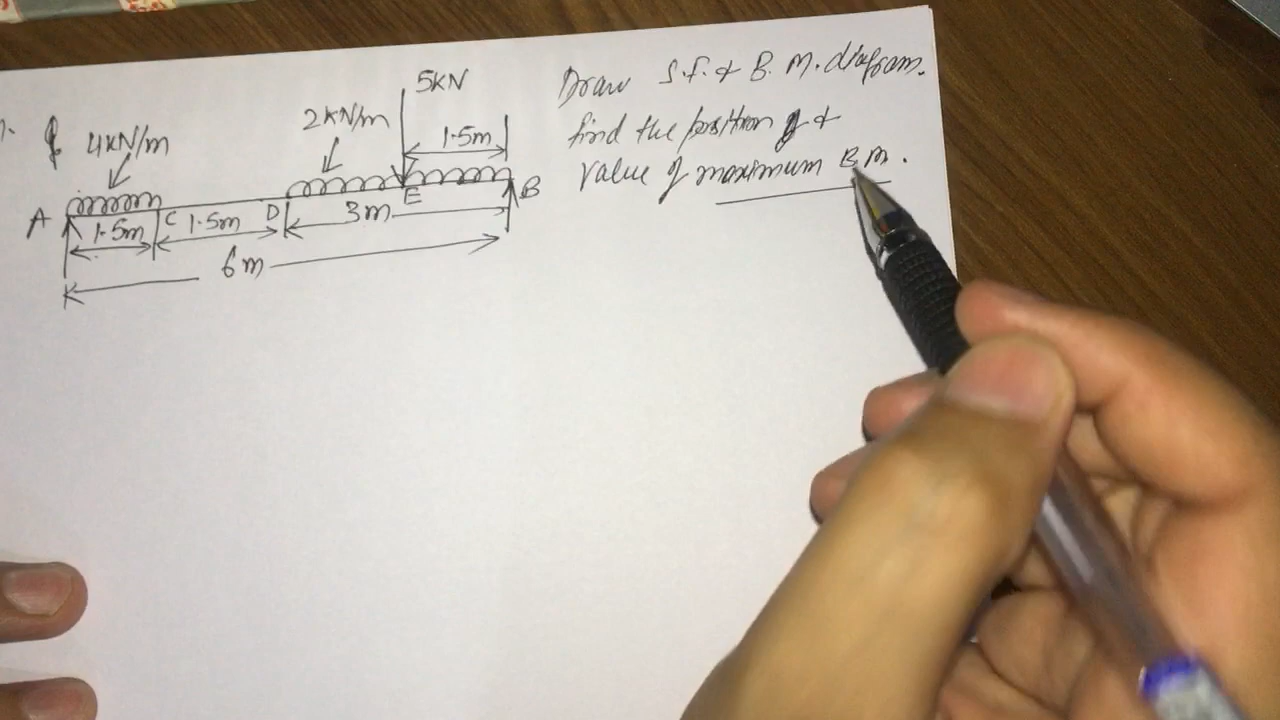 5KN
2KN/m
4KN/m
1.5m
A
C
D
E
B
1.5m
1.5m
3m
6m
Draw S.F. & B. M. diagram.
find the position of &
value of maximum B M.